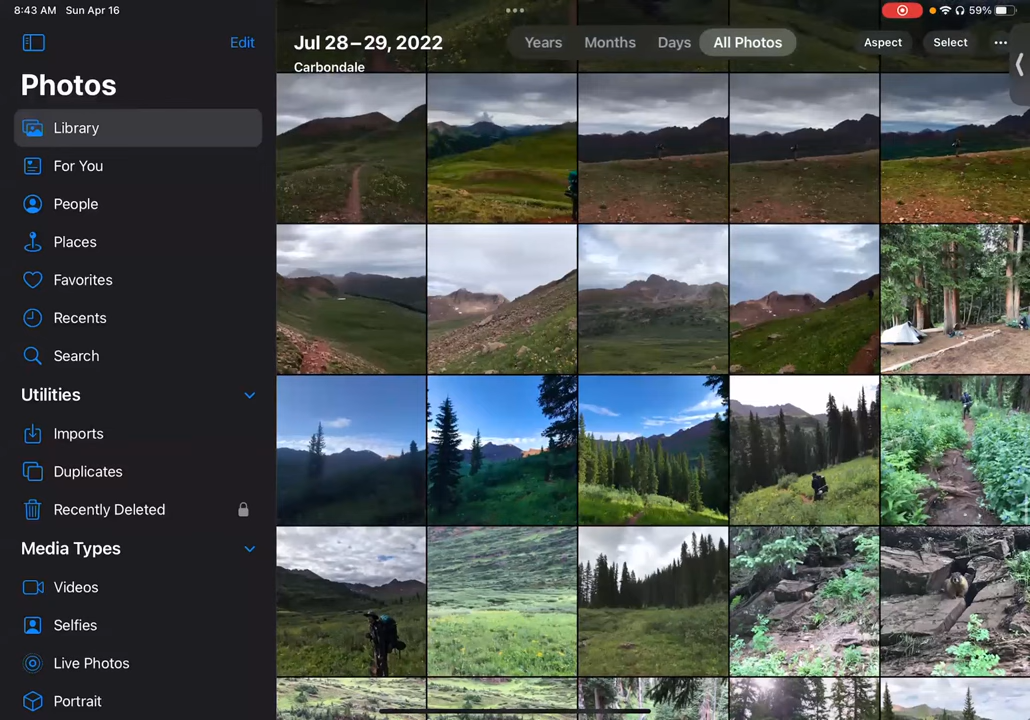 8:43 AM Sun Apr 16
59%
Edit
Photos
Library
For You
People
Places
Favorites
Recents
Search
Utilities
Imports
Duplicates
Recently Deleted
Media Types
Videos
Selfies
Live Photos
Portrait
Jul 28–29, 2022
Carbondale
Years Months Days All Photos
Aspect Select